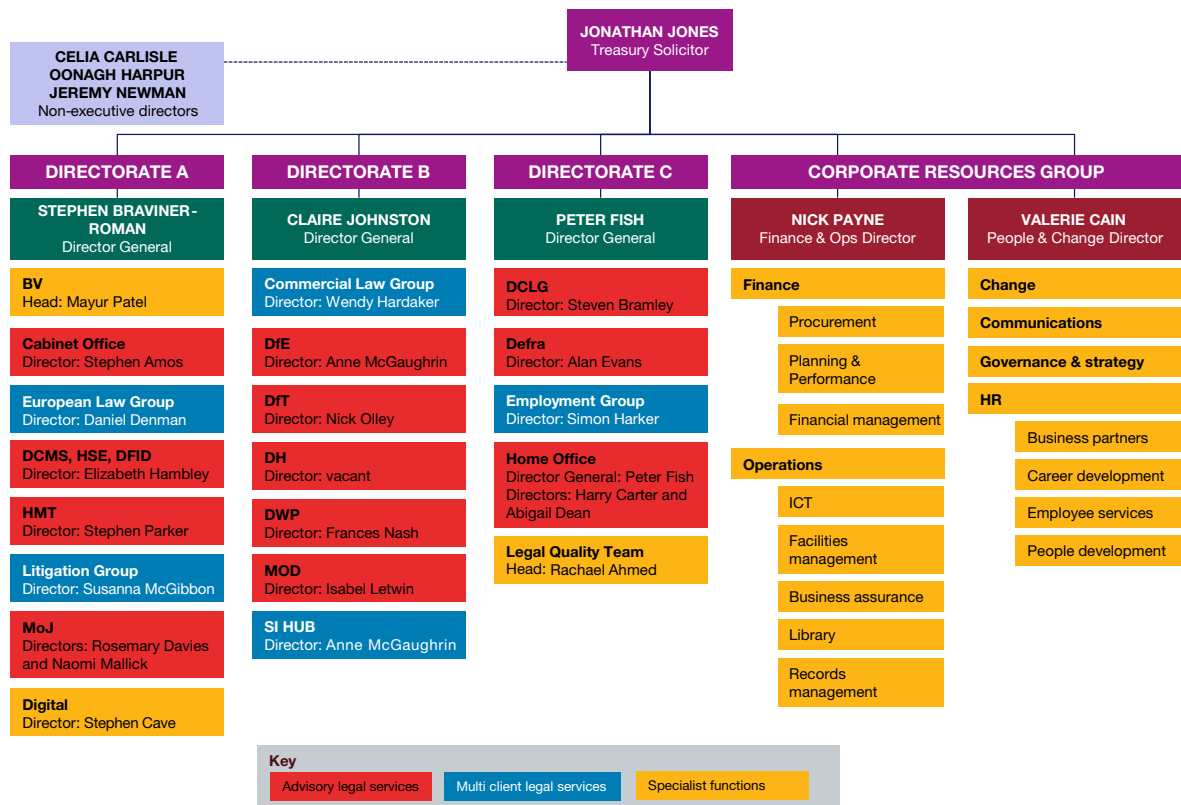 JONATHAN JONES
Treasury Solicitor
CELIA CARLISLE
OONAGH HARPUR
JEREMY NEWMAN
Non-executive directors
DIRECTORATE A
STEPHEN BRAVINER-
ROMAN
Director General
BV
Head: Mayur Patel
Cabinet Office
Director: Stephen Amos
European Law Group
Director: Daniel Denman
DCMS, HSE, DFID
Director: Elizabeth Hambley
HMT
Director: Stephen Parker
Litigation Group
Director: Susanna McGibbon
MoJ
Directors: Rosemary Davies
and Naomi Mallick
Digital
Director: Stephen Cave
DIRECTORATE B
CLAIRE JOHNSTON
Director General
Commercial Law Group
Director: Wendy Hardaker
DfE
Director: Anne McGaughrin
DfT
Director: Nick Olley
DH
Director: vacant
DWP
Director: Frances Nash
MOD
Director: Isabel Letwin
SI HUB
Director: Anne McGaughrin
DIRECTORATE C
PETER FISH
Director General
DCLG
Director: Steven Bramley
Defra
Director: Alan Evans
Employment Group
Director: Simon Harker
Home Office
Director General: Peter Fish
Directors: Harry Carter and
Abigail Dean
Legal Quality Team
Head: Rachael Ahmed
CORPORATE RESOURCES GROUP
NICK PAYNE
Finance & Ops Director
Finance
Procurement
Planning &
Performance
Financial management
Operations
ICT
Facilities
management
Business assurance
Library
Records
management
VALERIE CAIN
People & Change Director
Change
Communications
Governance & strategy
HR
Business partners
Career development
Employee services
People development
Key
Advisory legal services
Multi client legal services
Specialist functions